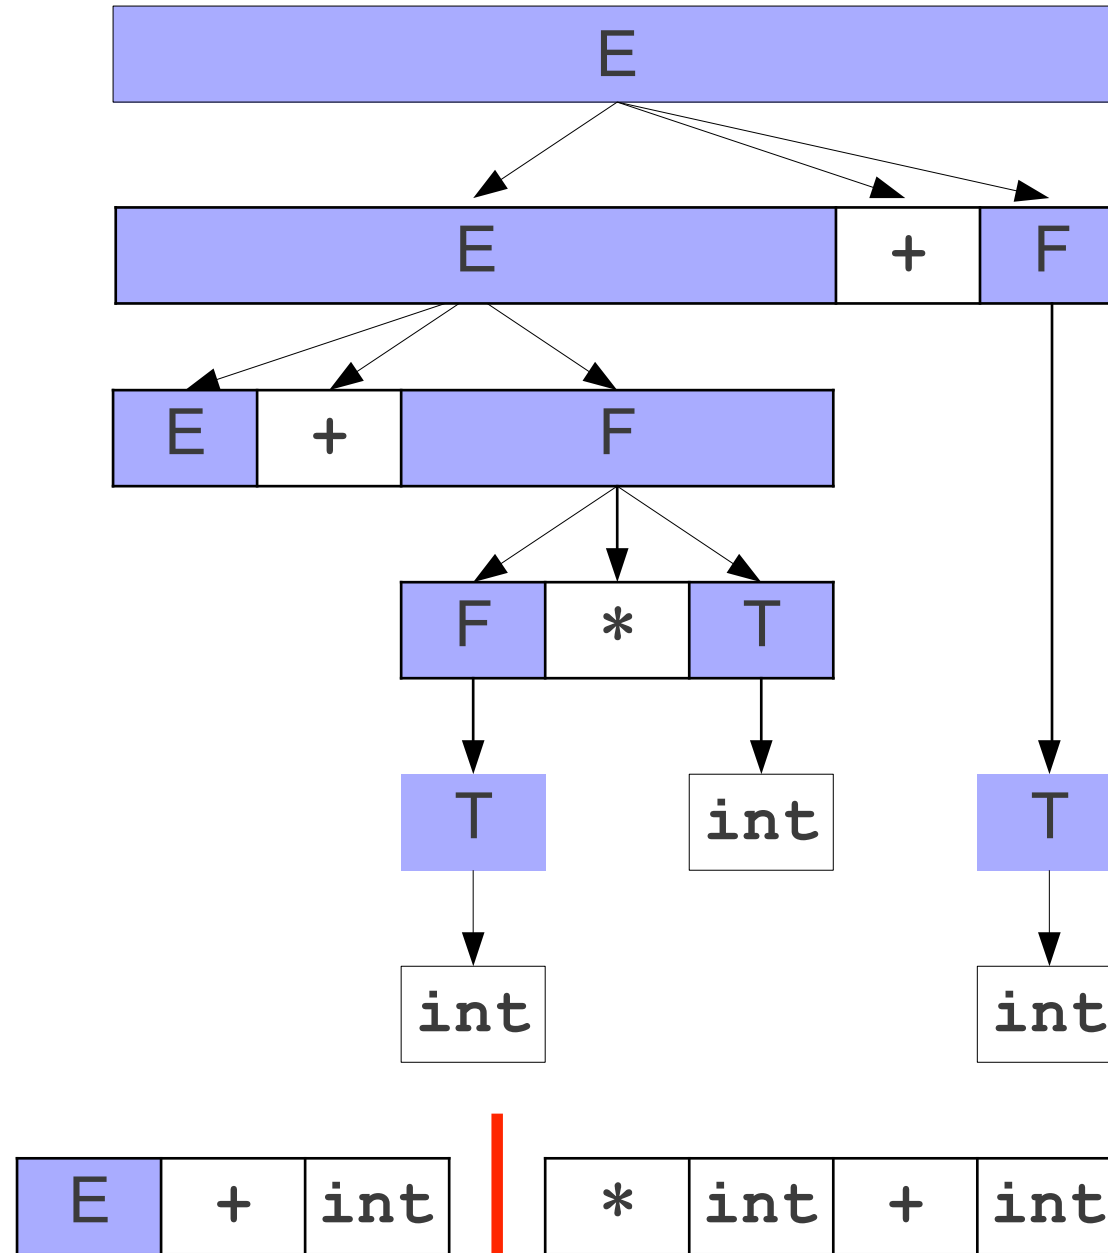 E
E + F
E + F
F * T
T int T
int int
E + int * int + int